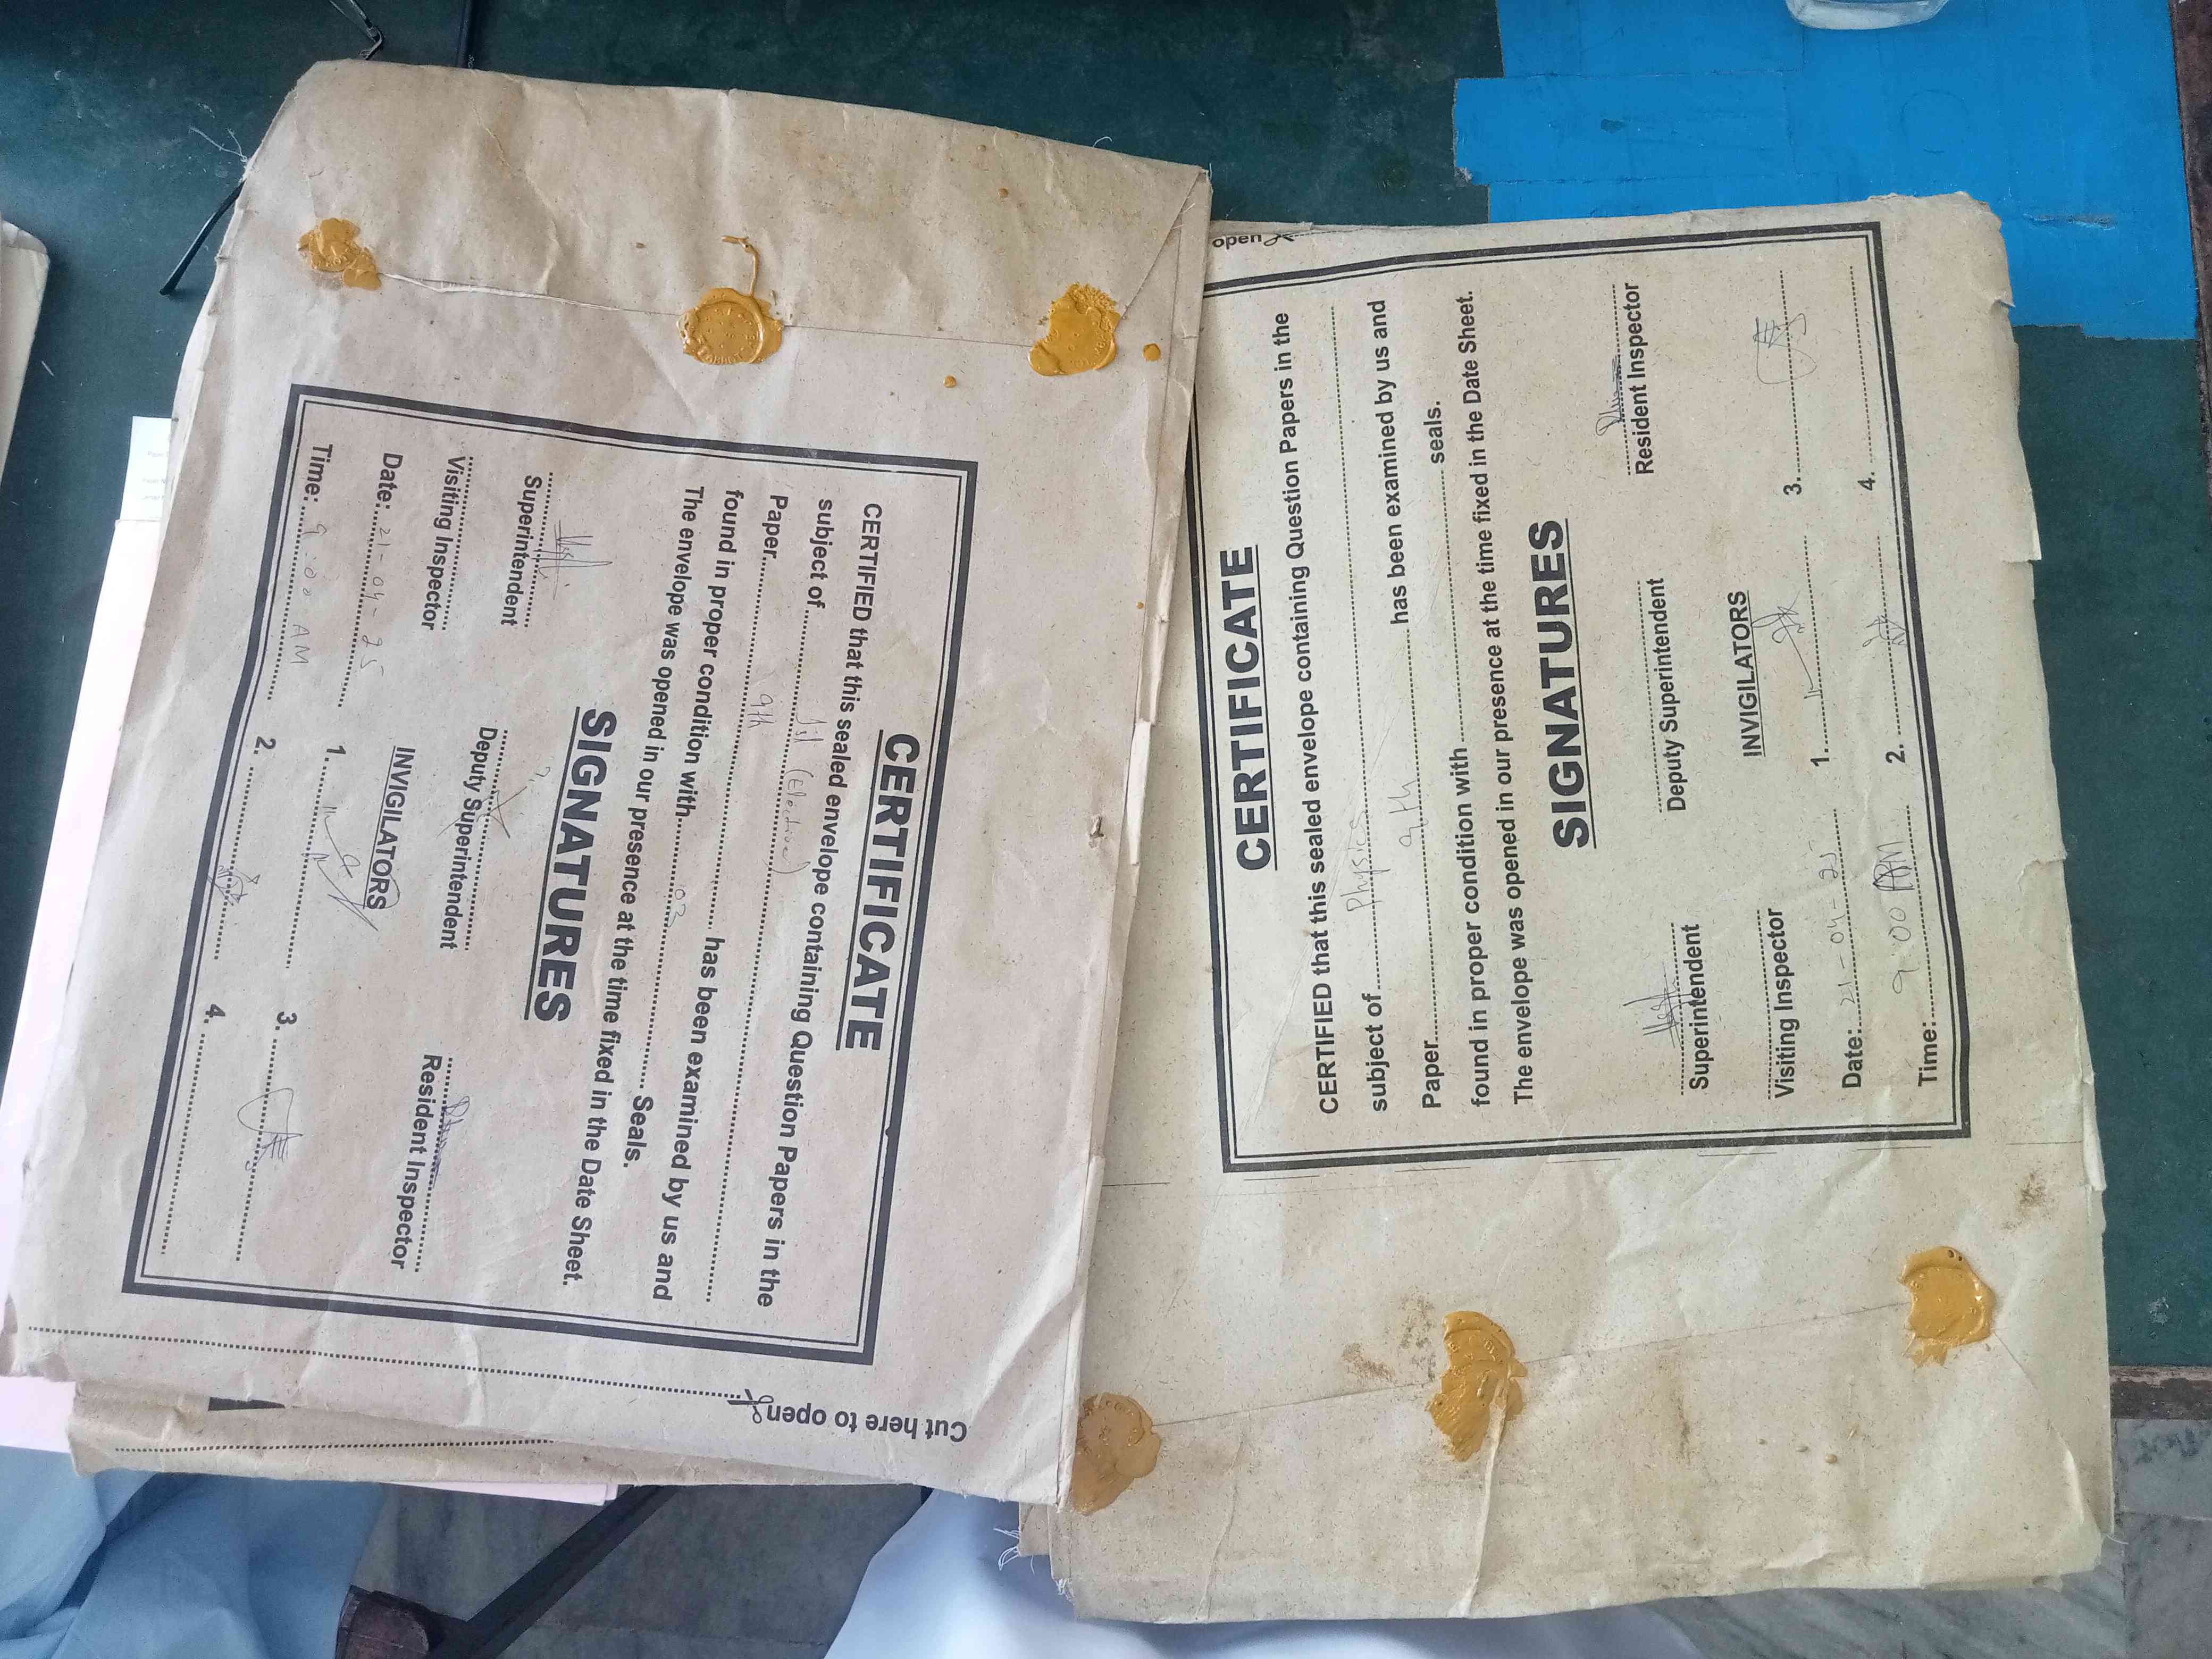 CERTIFICATE
CERTIFIED that this sealed envelope containing Question Papers in the
subject of (Elective)
Paper 9th
has been examined by us and
found in proper condition with 03 Seals.
The envelope was opened in our presence at the time fixed in the Date Sheet.
SIGNATURES
Superintendent
Deputy Superintendent
Resident Inspector
Visiting Inspector
INVIGILATORS
Date: 21-04-25
1.
3.
Time: 9:00 AM
2.
4.
Cut here to open
open
CERTIFICATE
CERTIFIED that this sealed envelope containing Question Papers in the
subject of Physics
Paper 9th has been examined by us and
found in proper condition with seals.
The envelope was opened in our presence at the time fixed in the Date Sheet.
SIGNATURES
Superintendent
Deputy Superintendent
Resident Inspector
Visiting Inspector
INVIGILATORS
Date: 21-04-25
1.
3.
Time: 9:00 AM
2.
4.